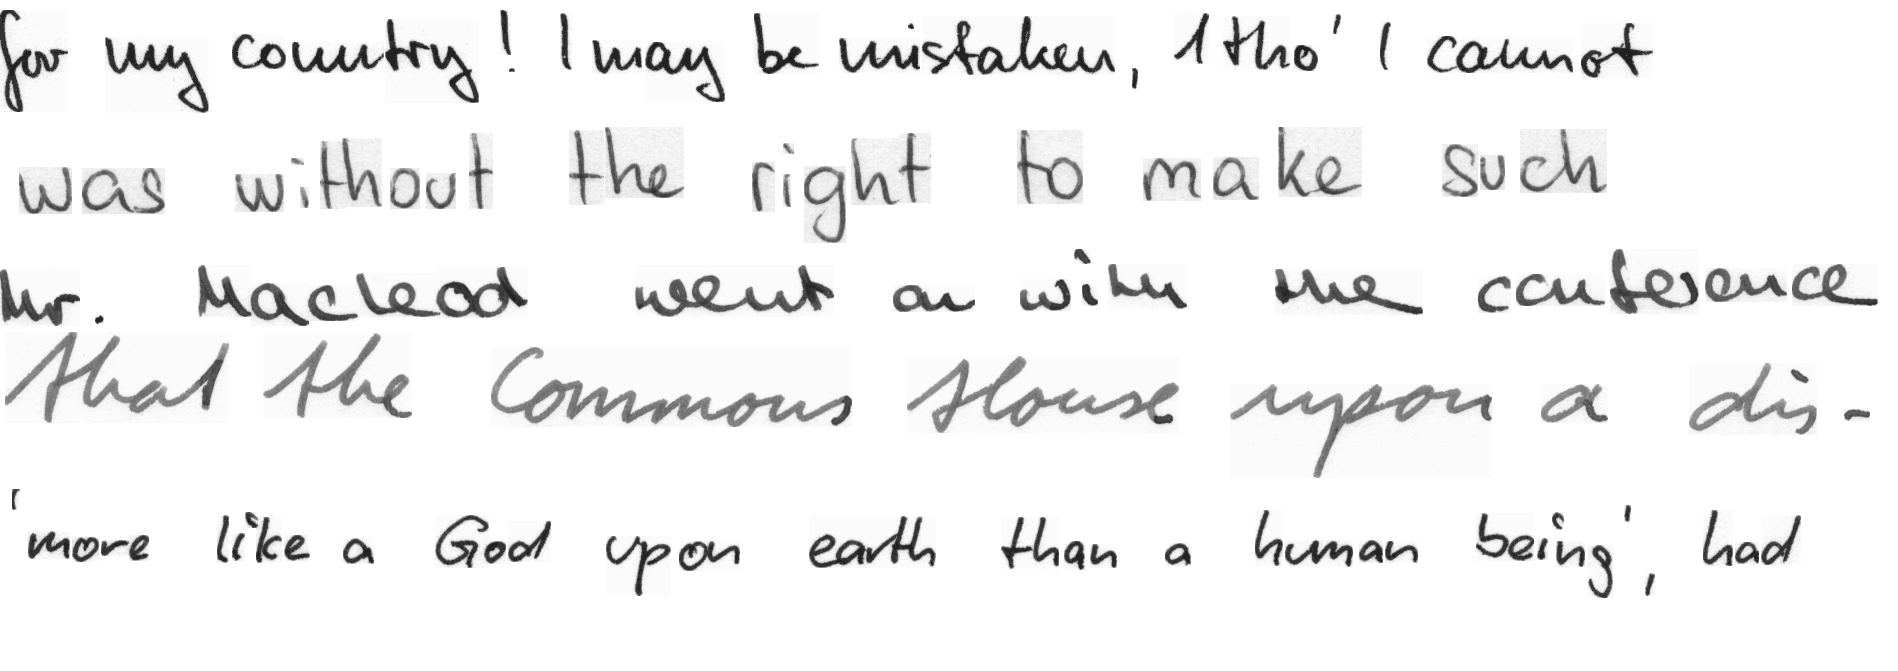 for my country! I may be mistaken, 1 tho' I cannot
was without the right to make such
Mr. Macleod went on with the conference
that the Commons House upon a dis-
'more like a God upon earth than a human being', had